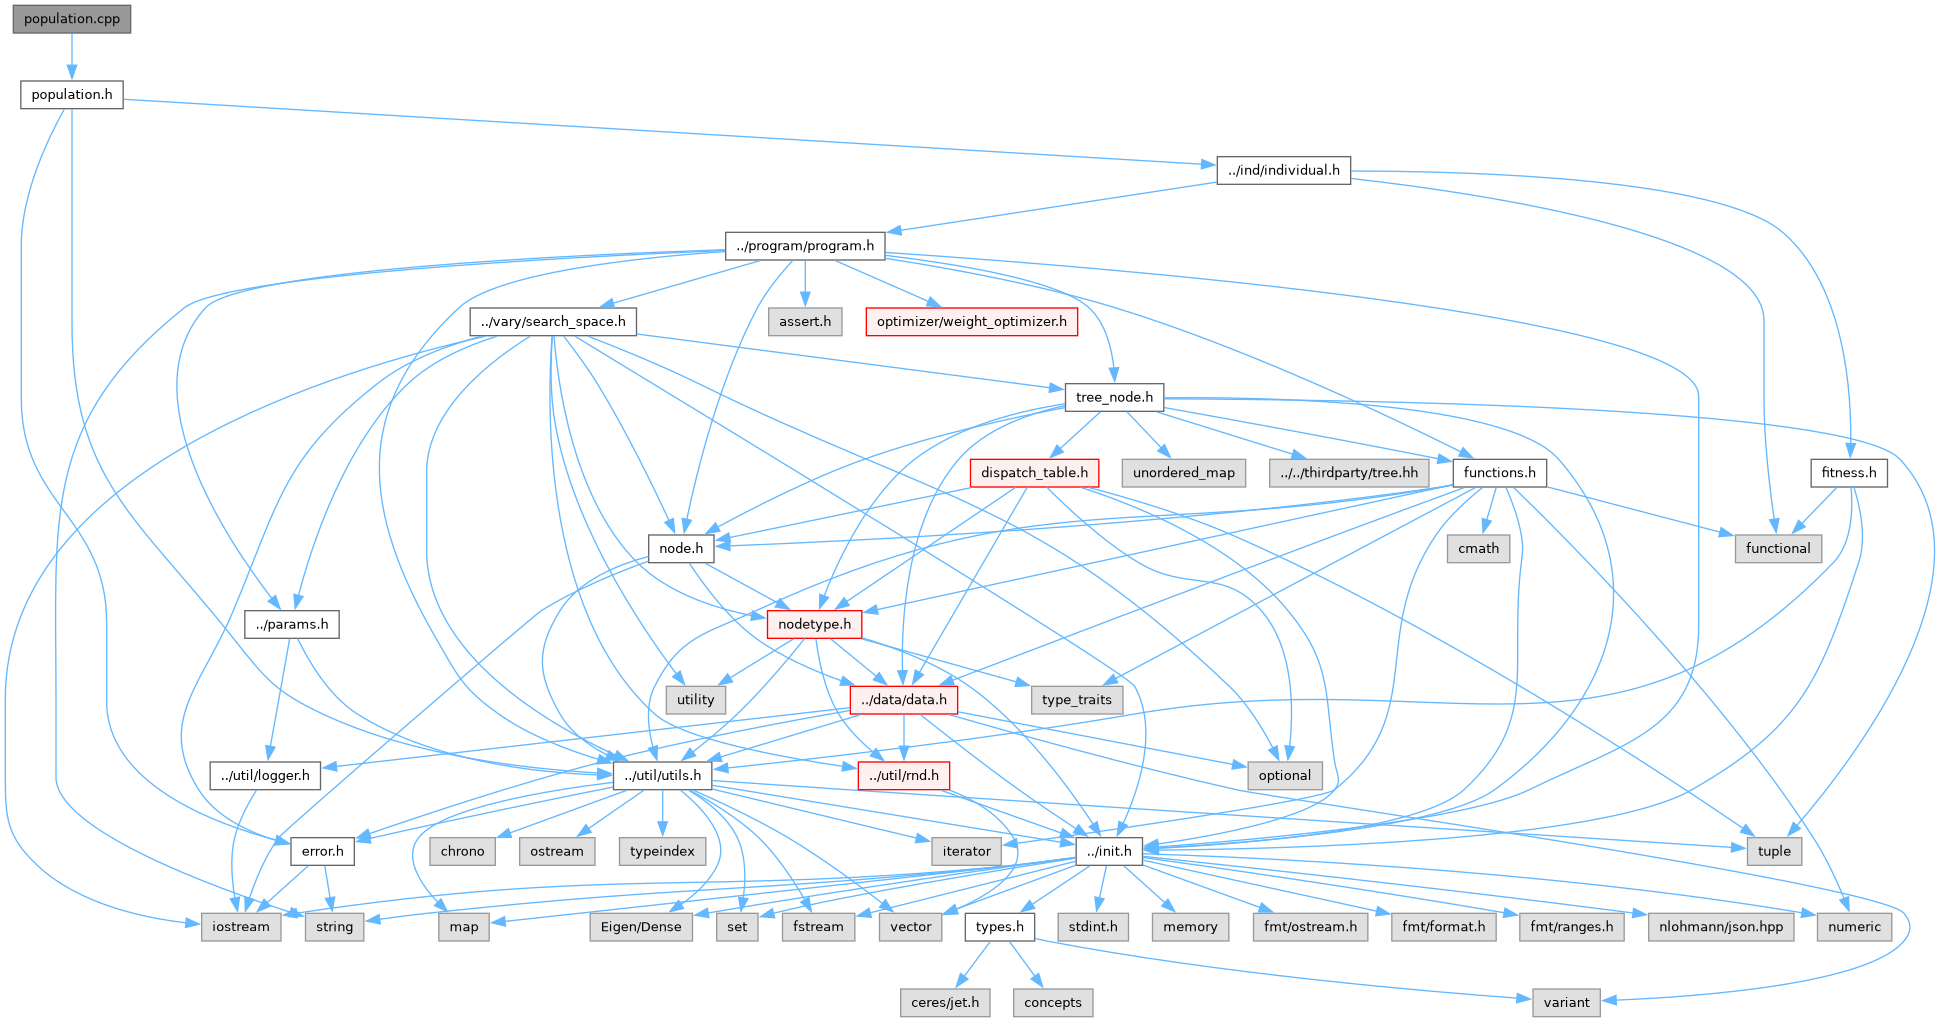 population.cpp
population.h
../ind/individual.h
../program/program.h
../vary/search_space.h
assert.h
optimizer/weight_optimizer.h
tree_node.h
dispatch_table.h
unordered_map
../../thirdparty/tree.hh
functions.h
fitness.h
node.h
cmath
functional
../params.h
nodetype.h
utility
../data/data.h
type_traits
../util/logger.h
../util/utils.h
../util/rnd.h
optional
error.h
chrono
ostream
typeindex
iterator
../init.h
tuple
iostream
string
map
Eigen/Dense
set
fstream
vector
types.h
stdint.h
memory
fmt/ostream.h
fmt/format.h
fmt/ranges.h
nlohmann/json.hpp
numeric
ceres/jet.h
concepts
variant